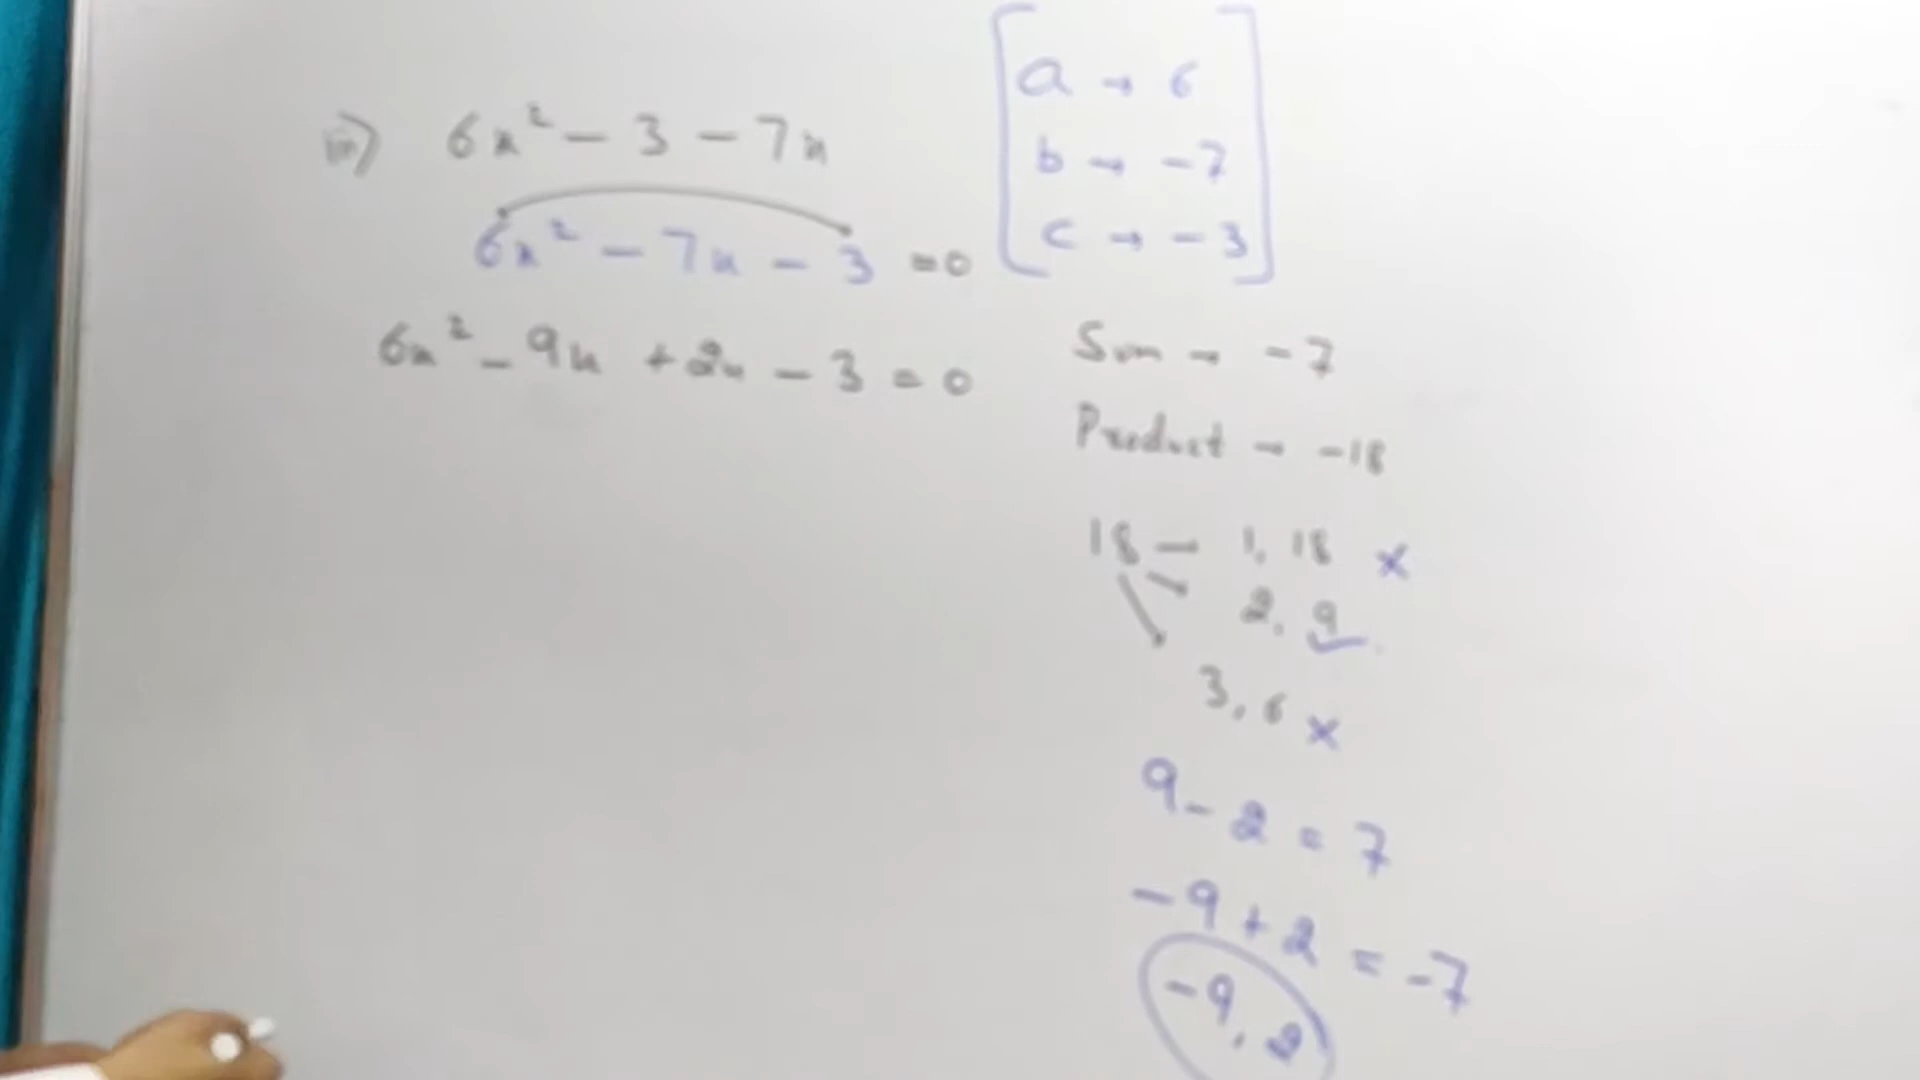 iii) 6x² - 3 - 7x
6x² - 7x - 3 = 0
6x² - 9x + 2x - 3 = 0
a → 6
b → -7
c → -3
Sum → -7
Product → -18
18 → 1, 18 ×
2, 9 ✓
3, 6 ×
9 - 2 = 7
-9 + 2 = -7
-9, 2